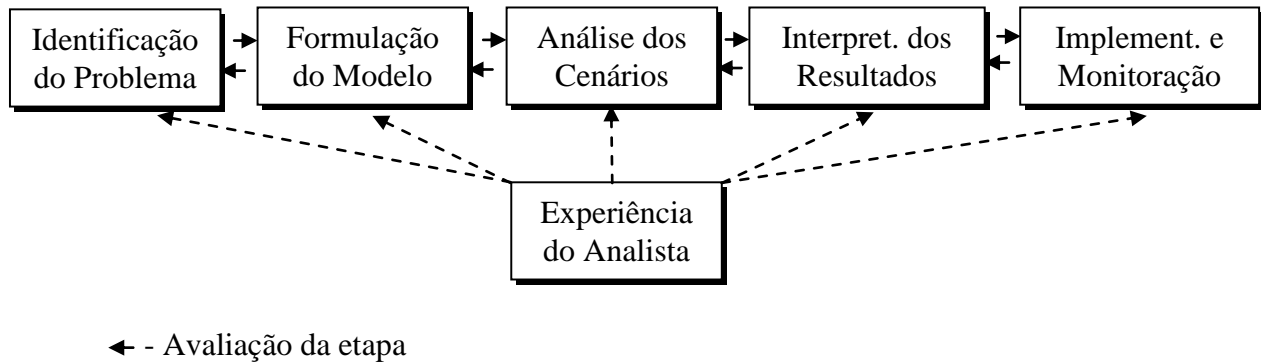 Identificação
do Problema
Formulação
do Modelo
Análise dos
Cenários
Interpret. dos
Resultados
Implement. e
Monitoração
Experiência
do Analista
- Avaliação da etapa